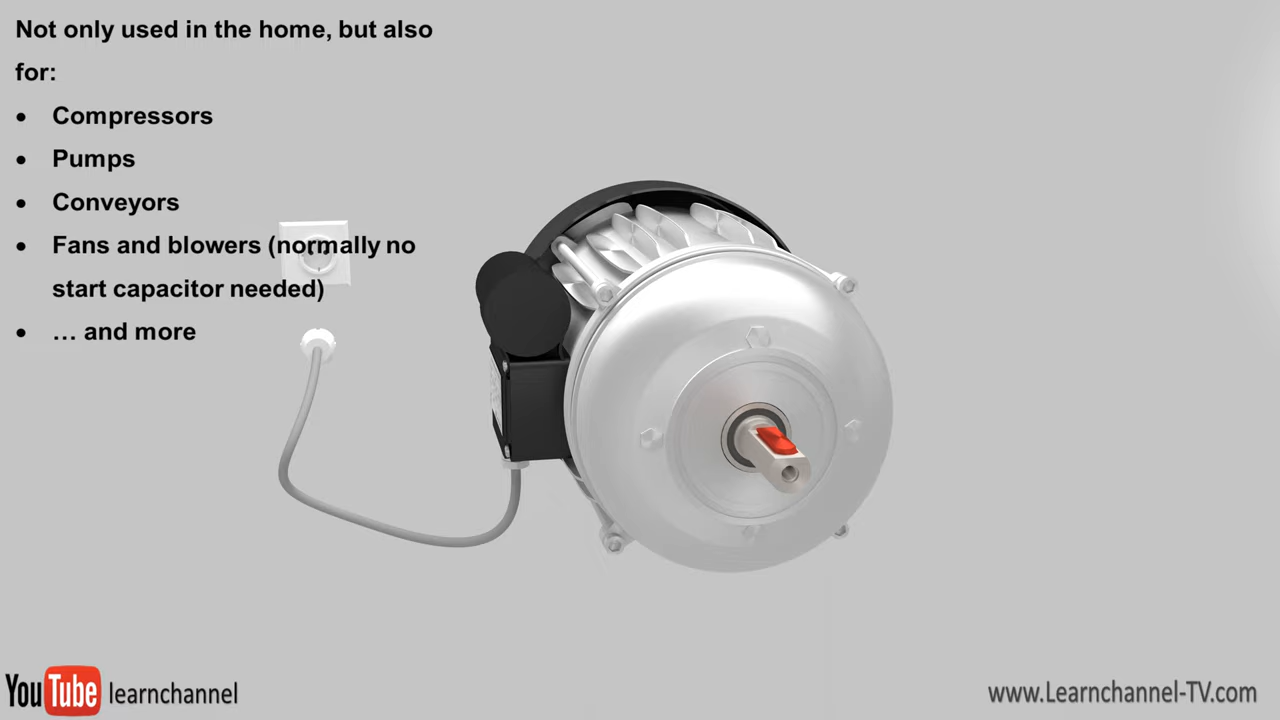 Not only used in the home, but also
for:
• Compressors
• Pumps
• Conveyors
• Fans and blowers (normally no
start capacitor needed)
• … and more
YouTube learnchannel
www.Learnchannel-TV.com